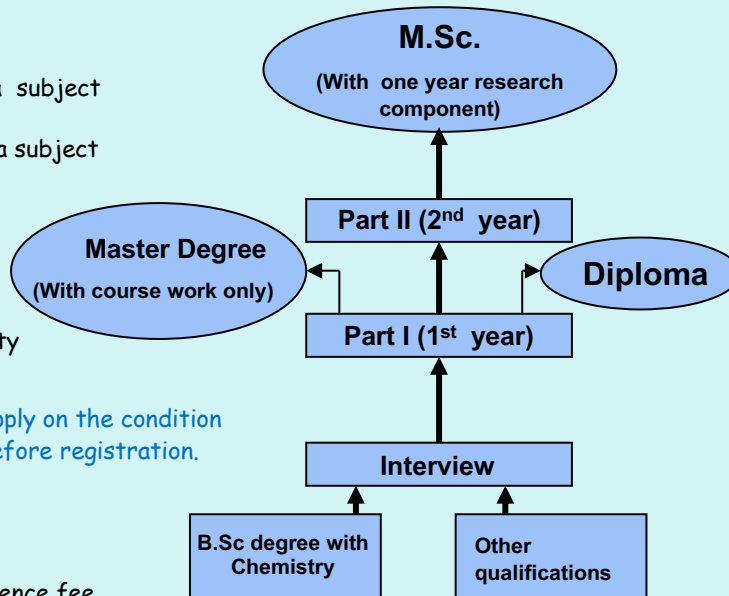 subject
a subject
ty
pply on the condition
efore registration.
ence fee
M.Sc.
(With one year research
component)
Part II (2nd year)
Master Degree
(With course work only)
Diploma
Part I (1st year)
Interview
B.Sc degree with
Chemistry
Other
qualifications